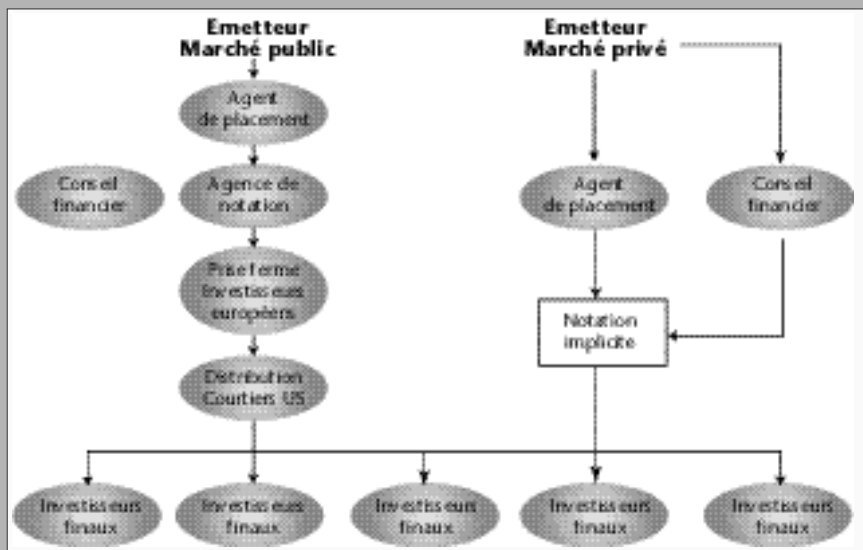 Emetteur
Marché public
Emetteur
Marché privé
Agent
de placement
Conseil
financier
Agence de
notation
Agent
de placement
Conseil
financier
Prise ferme
Investisseurs
européens
Notation
implicite
Distribution
Courtiers US
Investisseurs
finaux
Investisseurs
finaux
Investisseurs
finaux
Investisseurs
finaux
Investisseurs
finaux